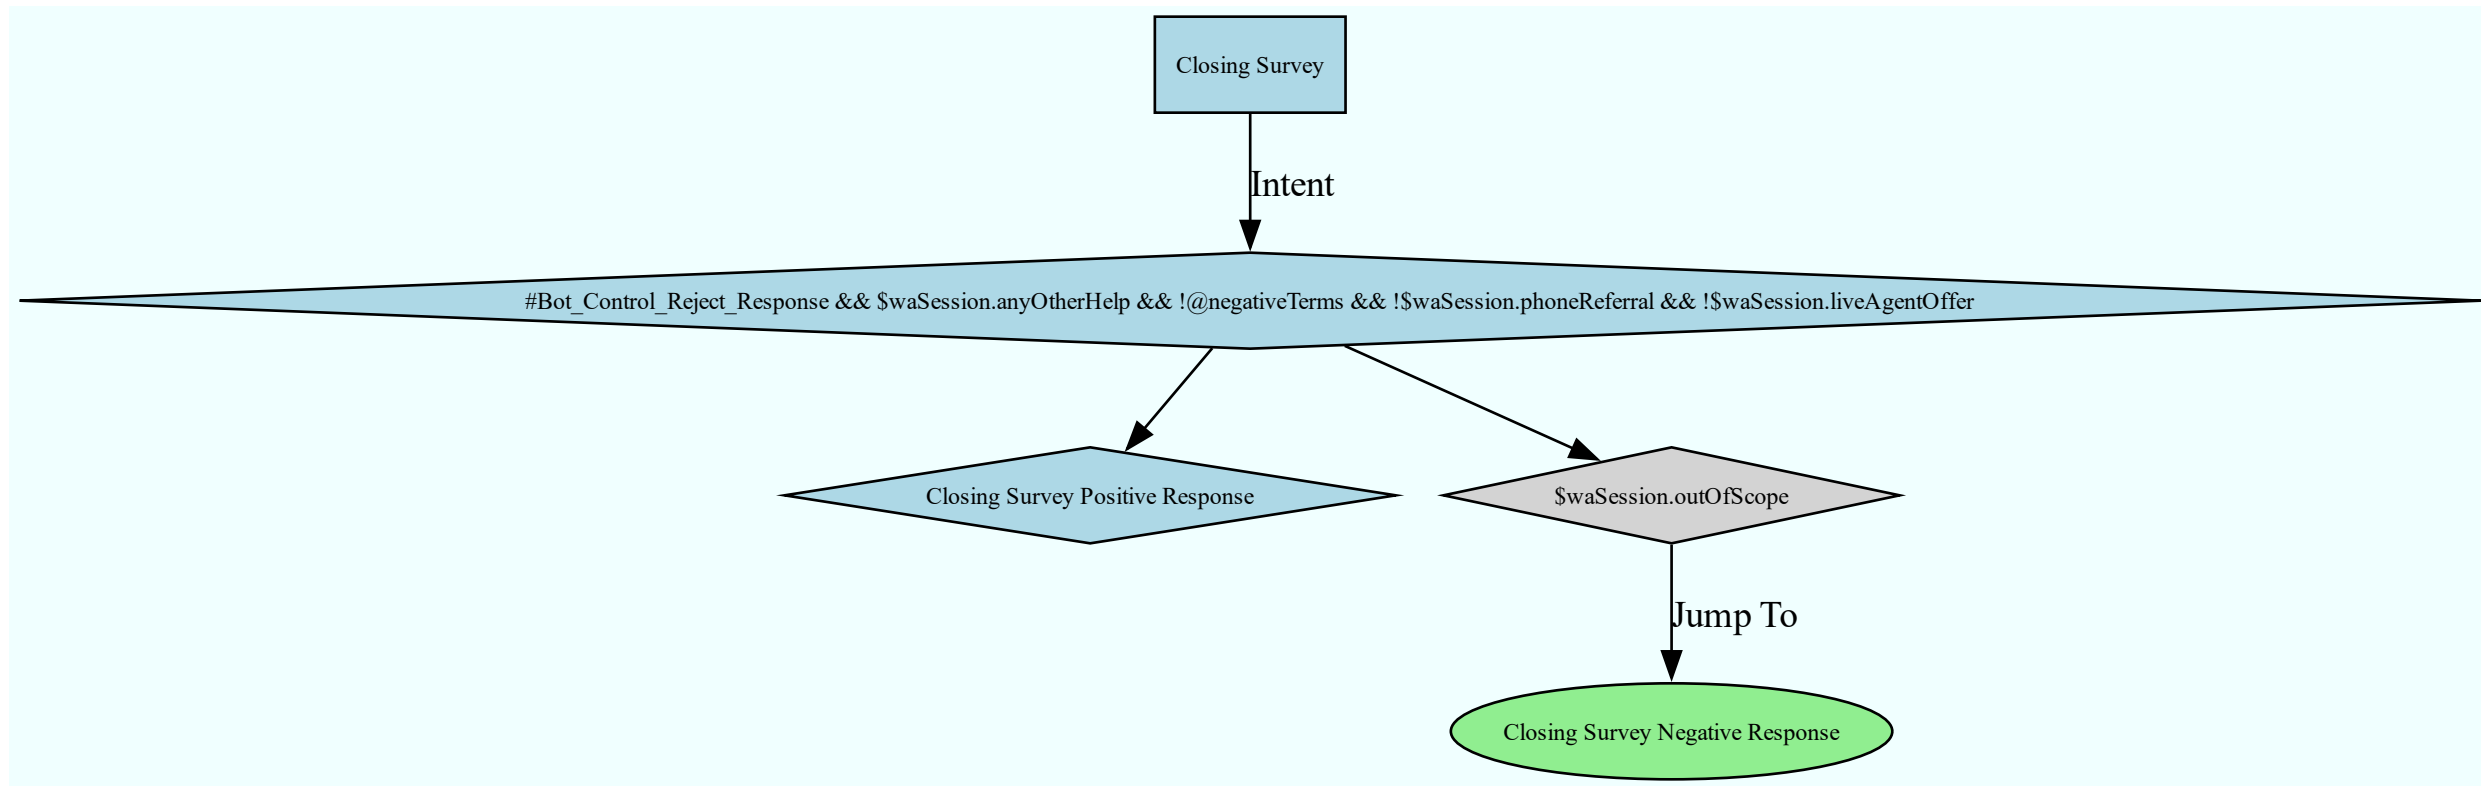 Closing Survey
Intent
#Bot_Control_Reject_Response && $waSession.anyOtherHelp && !@negativeTerms && !$waSession.phoneReferral && !$waSession.liveAgentOffer
Closing Survey Positive Response
$waSession.outOfScope
Jump To
Closing Survey Negative Response